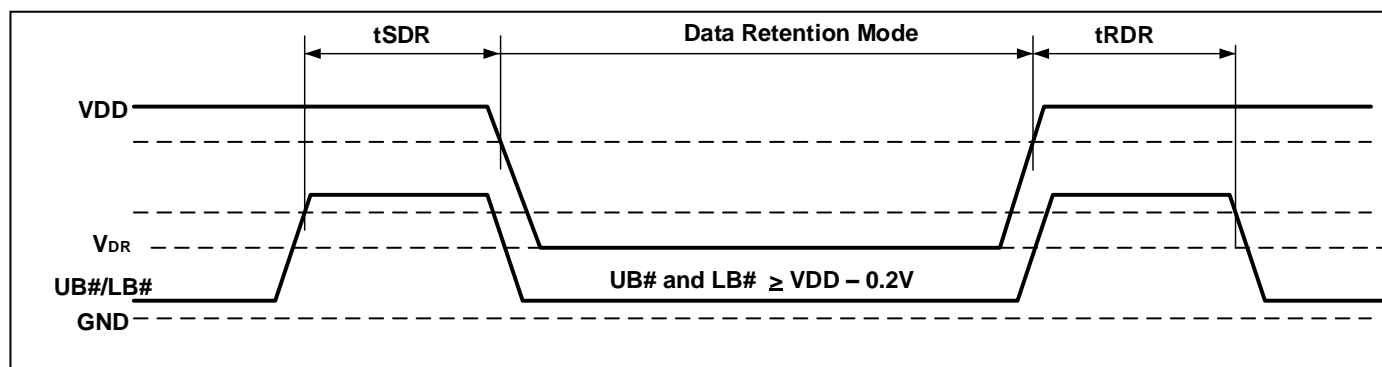 tSDR
Data Retention Mode
tRDR
VDD
VDR
UB# and LB# ≥ VDD – 0.2V
UB#/LB#
GND